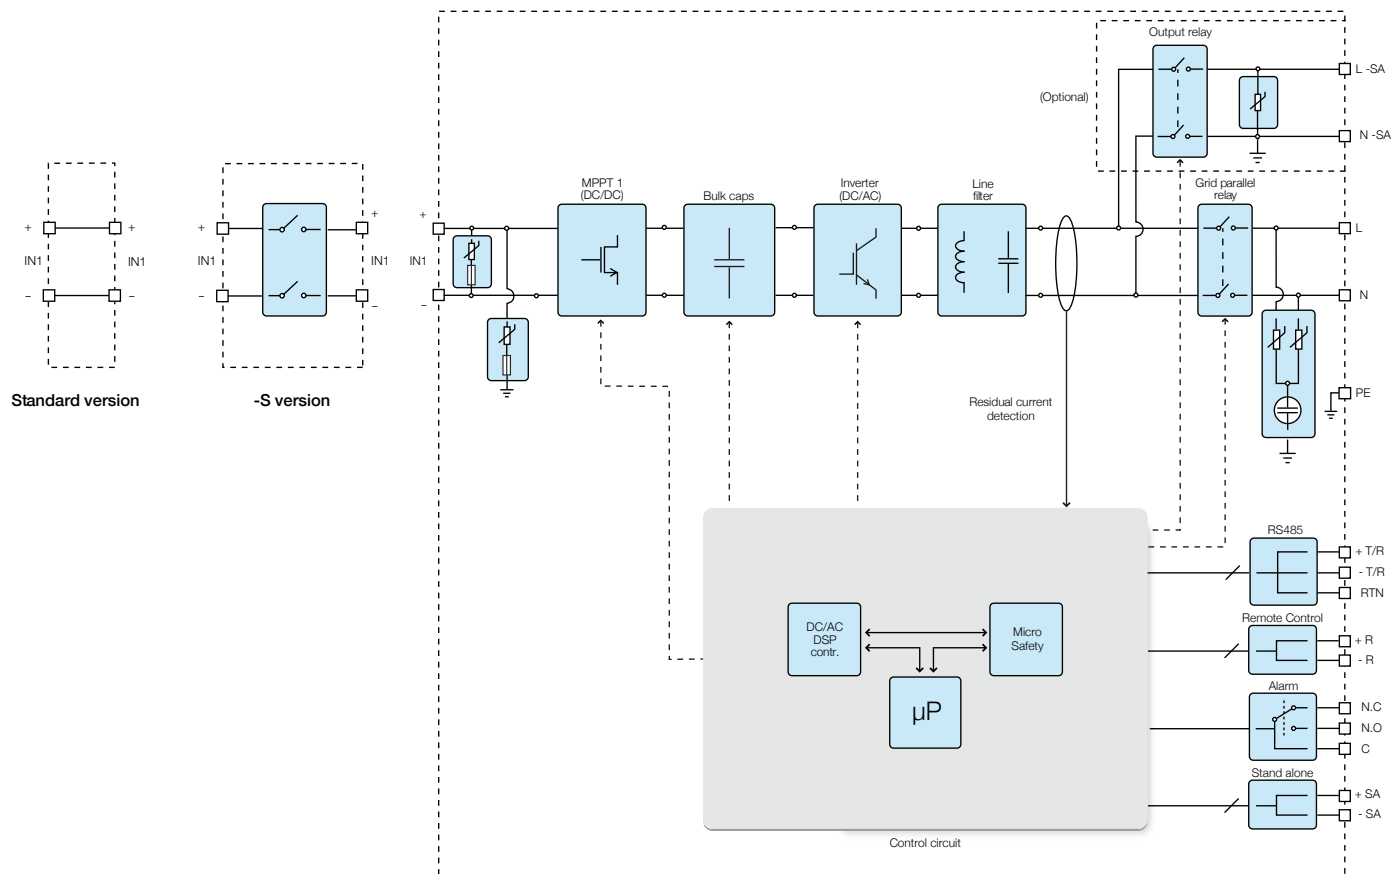 Output relay
L -SA
(Optional)
N -SA
MPPT 1
(DC/DC)
Bulk caps
Inverter
(DC/AC)
Line
filter
Grid parallel
relay
+
+
IN1
IN1
–
–
Standard version
+
+
IN1
IN1
–
–
-S version
+
IN1
–
L
N
PE
Residual current
detection
RS485
+ T/R
- T/R
RTN
Remote Control
+ R
- R
Alarm
N.C
N.O
C
Stand alone
+ SA
- SA
DC/AC
DSP
contr.
Micro
Safety
µP
Control circuit